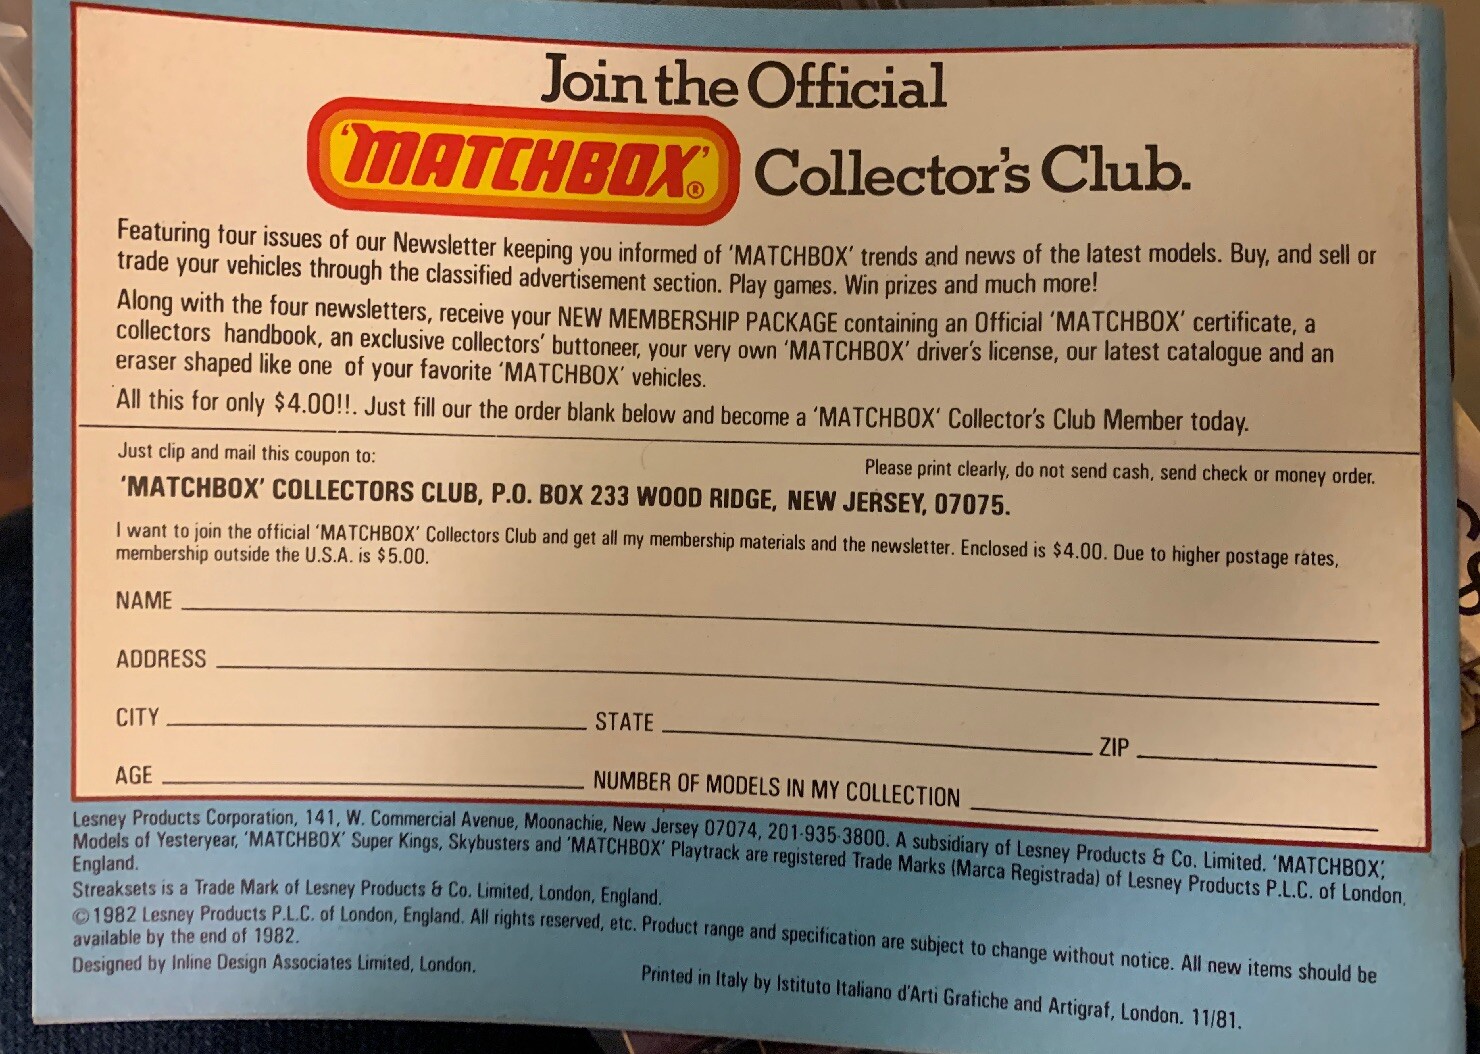 Join the Official
'MATCHBOX'® Collector's Club.
Featuring four issues of our Newsletter keeping you informed of 'MATCHBOX' trends and news of the latest models. Buy, and sell or
trade your vehicles through the classified advertisement section. Play games. Win prizes and much more!
Along with the four newsletters, receive your NEW MEMBERSHIP PACKAGE containing an Official 'MATCHBOX' certificate, a
collectors handbook, an exclusive collectors' buttoneer, your very own 'MATCHBOX' driver's license, our latest catalogue and an
eraser shaped like one of your favorite 'MATCHBOX' vehicles.
All this for only $4.00!!. Just fill our the order blank below and become a 'MATCHBOX' Collector's Club Member today.
Just clip and mail this coupon to:
Please print clearly, do not send cash, send check or money order.
'MATCHBOX' COLLECTORS CLUB, P.O. BOX 233 WOOD RIDGE, NEW JERSEY, 07075.
I want to join the official 'MATCHBOX' Collectors Club and get all my membership materials and the newsletter. Enclosed is $4.00. Due to higher postage rates,
membership outside the U.S.A. is $5.00.
NAME
ADDRESS
CITY STATE ZIP
AGE NUMBER OF MODELS IN MY COLLECTION
Lesney Products Corporation, 141, W. Commercial Avenue, Moonachie, New Jersey 07074, 201-935-3800. A subsidiary of Lesney Products & Co. Limited. 'MATCHBOX',
Models of Yesteryear, 'MATCHBOX' Super Kings, Skybusters and 'MATCHBOX' Playtrack are registered Trade Marks (Marca Registrada) of Lesney Products P.L.C. of London,
England.
Streaksets is a Trade Mark of Lesney Products & Co. Limited, London, England.
©1982 Lesney Products P.L.C. of London, England. All rights reserved, etc. Product range and specification are subject to change without notice. All new items should be
available by the end of 1982.
Designed by Inline Design Associates Limited, London.
Printed in Italy by Istituto Italiano d'Arti Grafiche and Artigraf, London. 11/81.